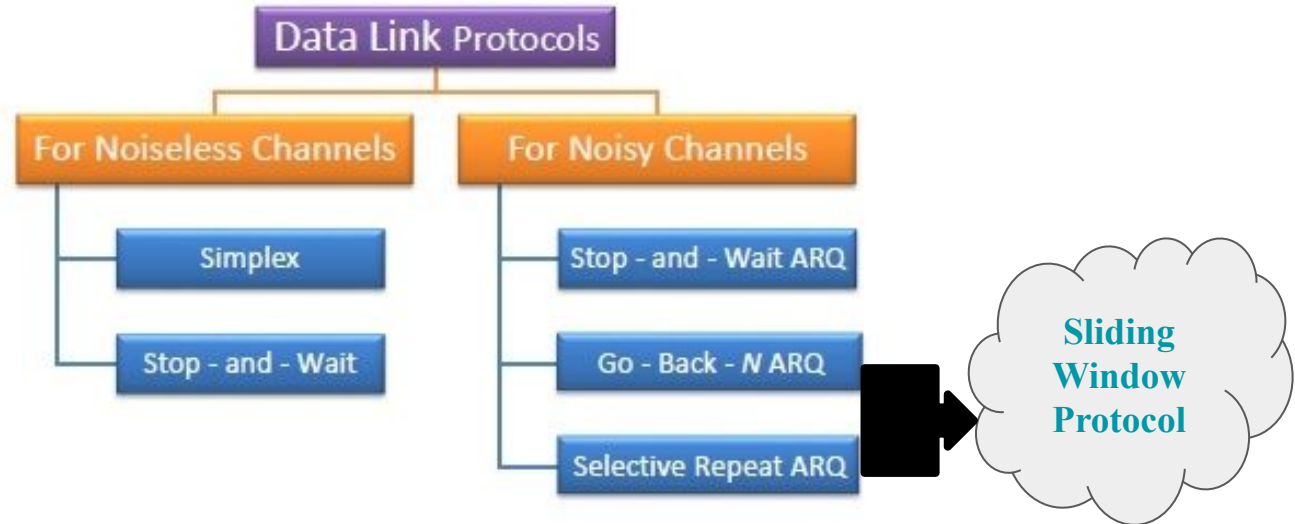 Data Link Protocols
For Noiseless Channels
For Noisy Channels
Simplex
Stop - and - Wait
Stop - and - Wait ARQ
Go - Back - N ARQ
Selective Repeat ARQ
Sliding
Window
Protocol